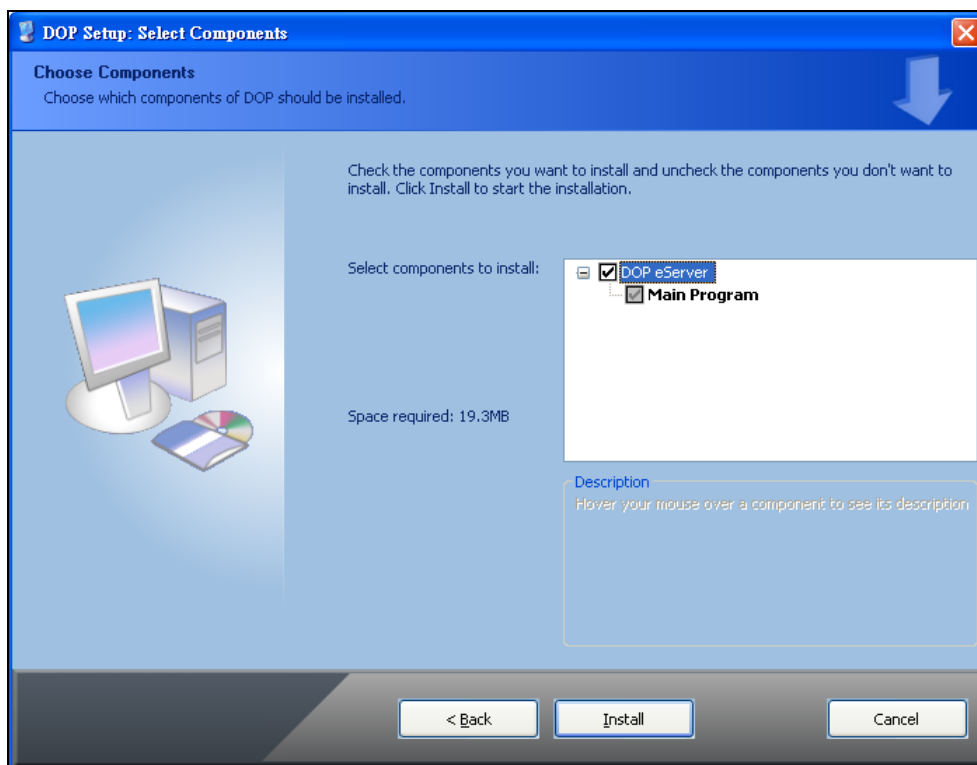 DOP Setup: Select Components
Choose Components
Choose which components of DOP should be installed.
Check the components you want to install and uncheck the components you don't want to
install. Click Install to start the installation.
Select components to install:
DOP eServer
Main Program
Space required: 19.3MB
Description
Hover your mouse over a component to see its description
< Back
Install
Cancel